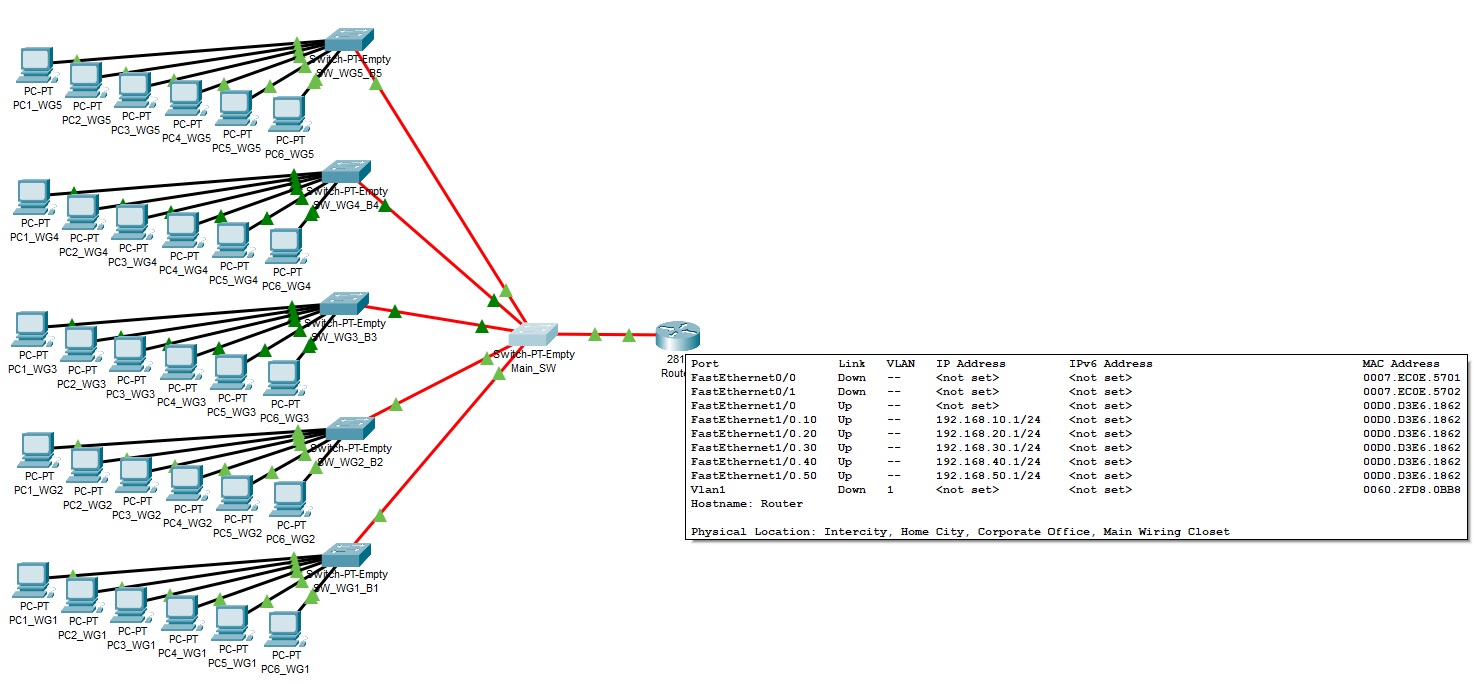 Switch-PT-Empty
SW_WG5_B5
PC-PT
PC1_WG5
PC-PT
PC2_WG5
PC-PT
PC3_WG5
PC-PT
PC4_WG5
PC-PT
PC5_WG5
PC-PT
PC6_WG5
Switch-PT-Empty
SW_WG4_B4
PC-PT
PC1_WG4
PC-PT
PC2_WG4
PC-PT
PC3_WG4
PC-PT
PC4_WG4
PC-PT
PC5_WG4
PC-PT
PC6_WG4
Switch-PT-Empty
SW_WG3_B3
PC-PT
PC1_WG3
PC-PT
PC2_WG3
PC-PT
PC3_WG3
PC-PT
PC4_WG3
PC-PT
PC5_WG3
PC-PT
PC6_WG3
Switch-PT-Empty
Main_SW
281
Route
Switch-PT-Empty
SW_WG2_B2
PC-PT
PC1_WG2
PC-PT
PC2_WG2
PC-PT
PC3_WG2
PC-PT
PC4_WG2
PC-PT
PC5_WG2
PC-PT
PC6_WG2
Switch-PT-Empty
SW_WG1_B1
PC-PT
PC1_WG1
PC-PT
PC2_WG1
PC-PT
PC3_WG1
PC-PT
PC4_WG1
PC-PT
PC5_WG1
PC-PT
PC6_WG1
Port Link VLAN IP Address IPv6 Address MAC Address
FastEthernet0/0 Down -- <not set> <not set> 0007.EC0E.5701
FastEthernet0/1 Down -- <not set> <not set> 0007.EC0E.5702
FastEthernet1/0 Up -- <not set> <not set> 00D0.D3E6.1862
FastEthernet1/0.10 Up -- 192.168.10.1/24 <not set> 00D0.D3E6.1862
FastEthernet1/0.20 Up -- 192.168.20.1/24 <not set> 00D0.D3E6.1862
FastEthernet1/0.30 Up -- 192.168.30.1/24 <not set> 00D0.D3E6.1862
FastEthernet1/0.40 Up -- 192.168.40.1/24 <not set> 00D0.D3E6.1862
FastEthernet1/0.50 Up -- 192.168.50.1/24 <not set> 00D0.D3E6.1862
Vlan1 Down 1 <not set> <not set> 0060.2FD8.0BB8
Hostname: Router
Physical Location: Intercity, Home City, Corporate Office, Main Wiring Closet